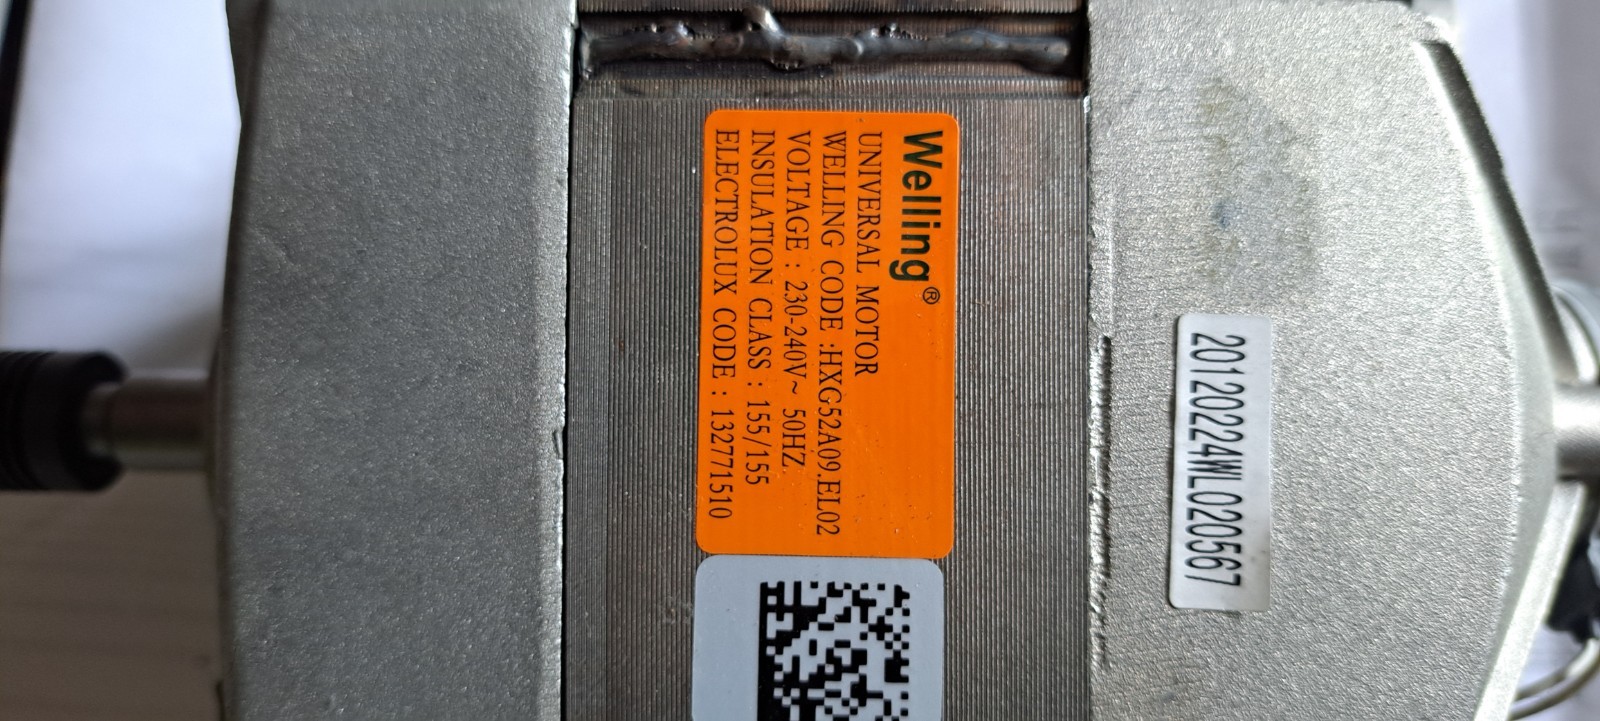 Welling®
UNIVERSAL MOTOR
WELLING CODE :HXG52A09.EL02
VOLTAGE : 230-240V~ 50HZ
INSULATION CLASS : 155/155
ELECTROLUX CODE : 132771510
20120224WL020567